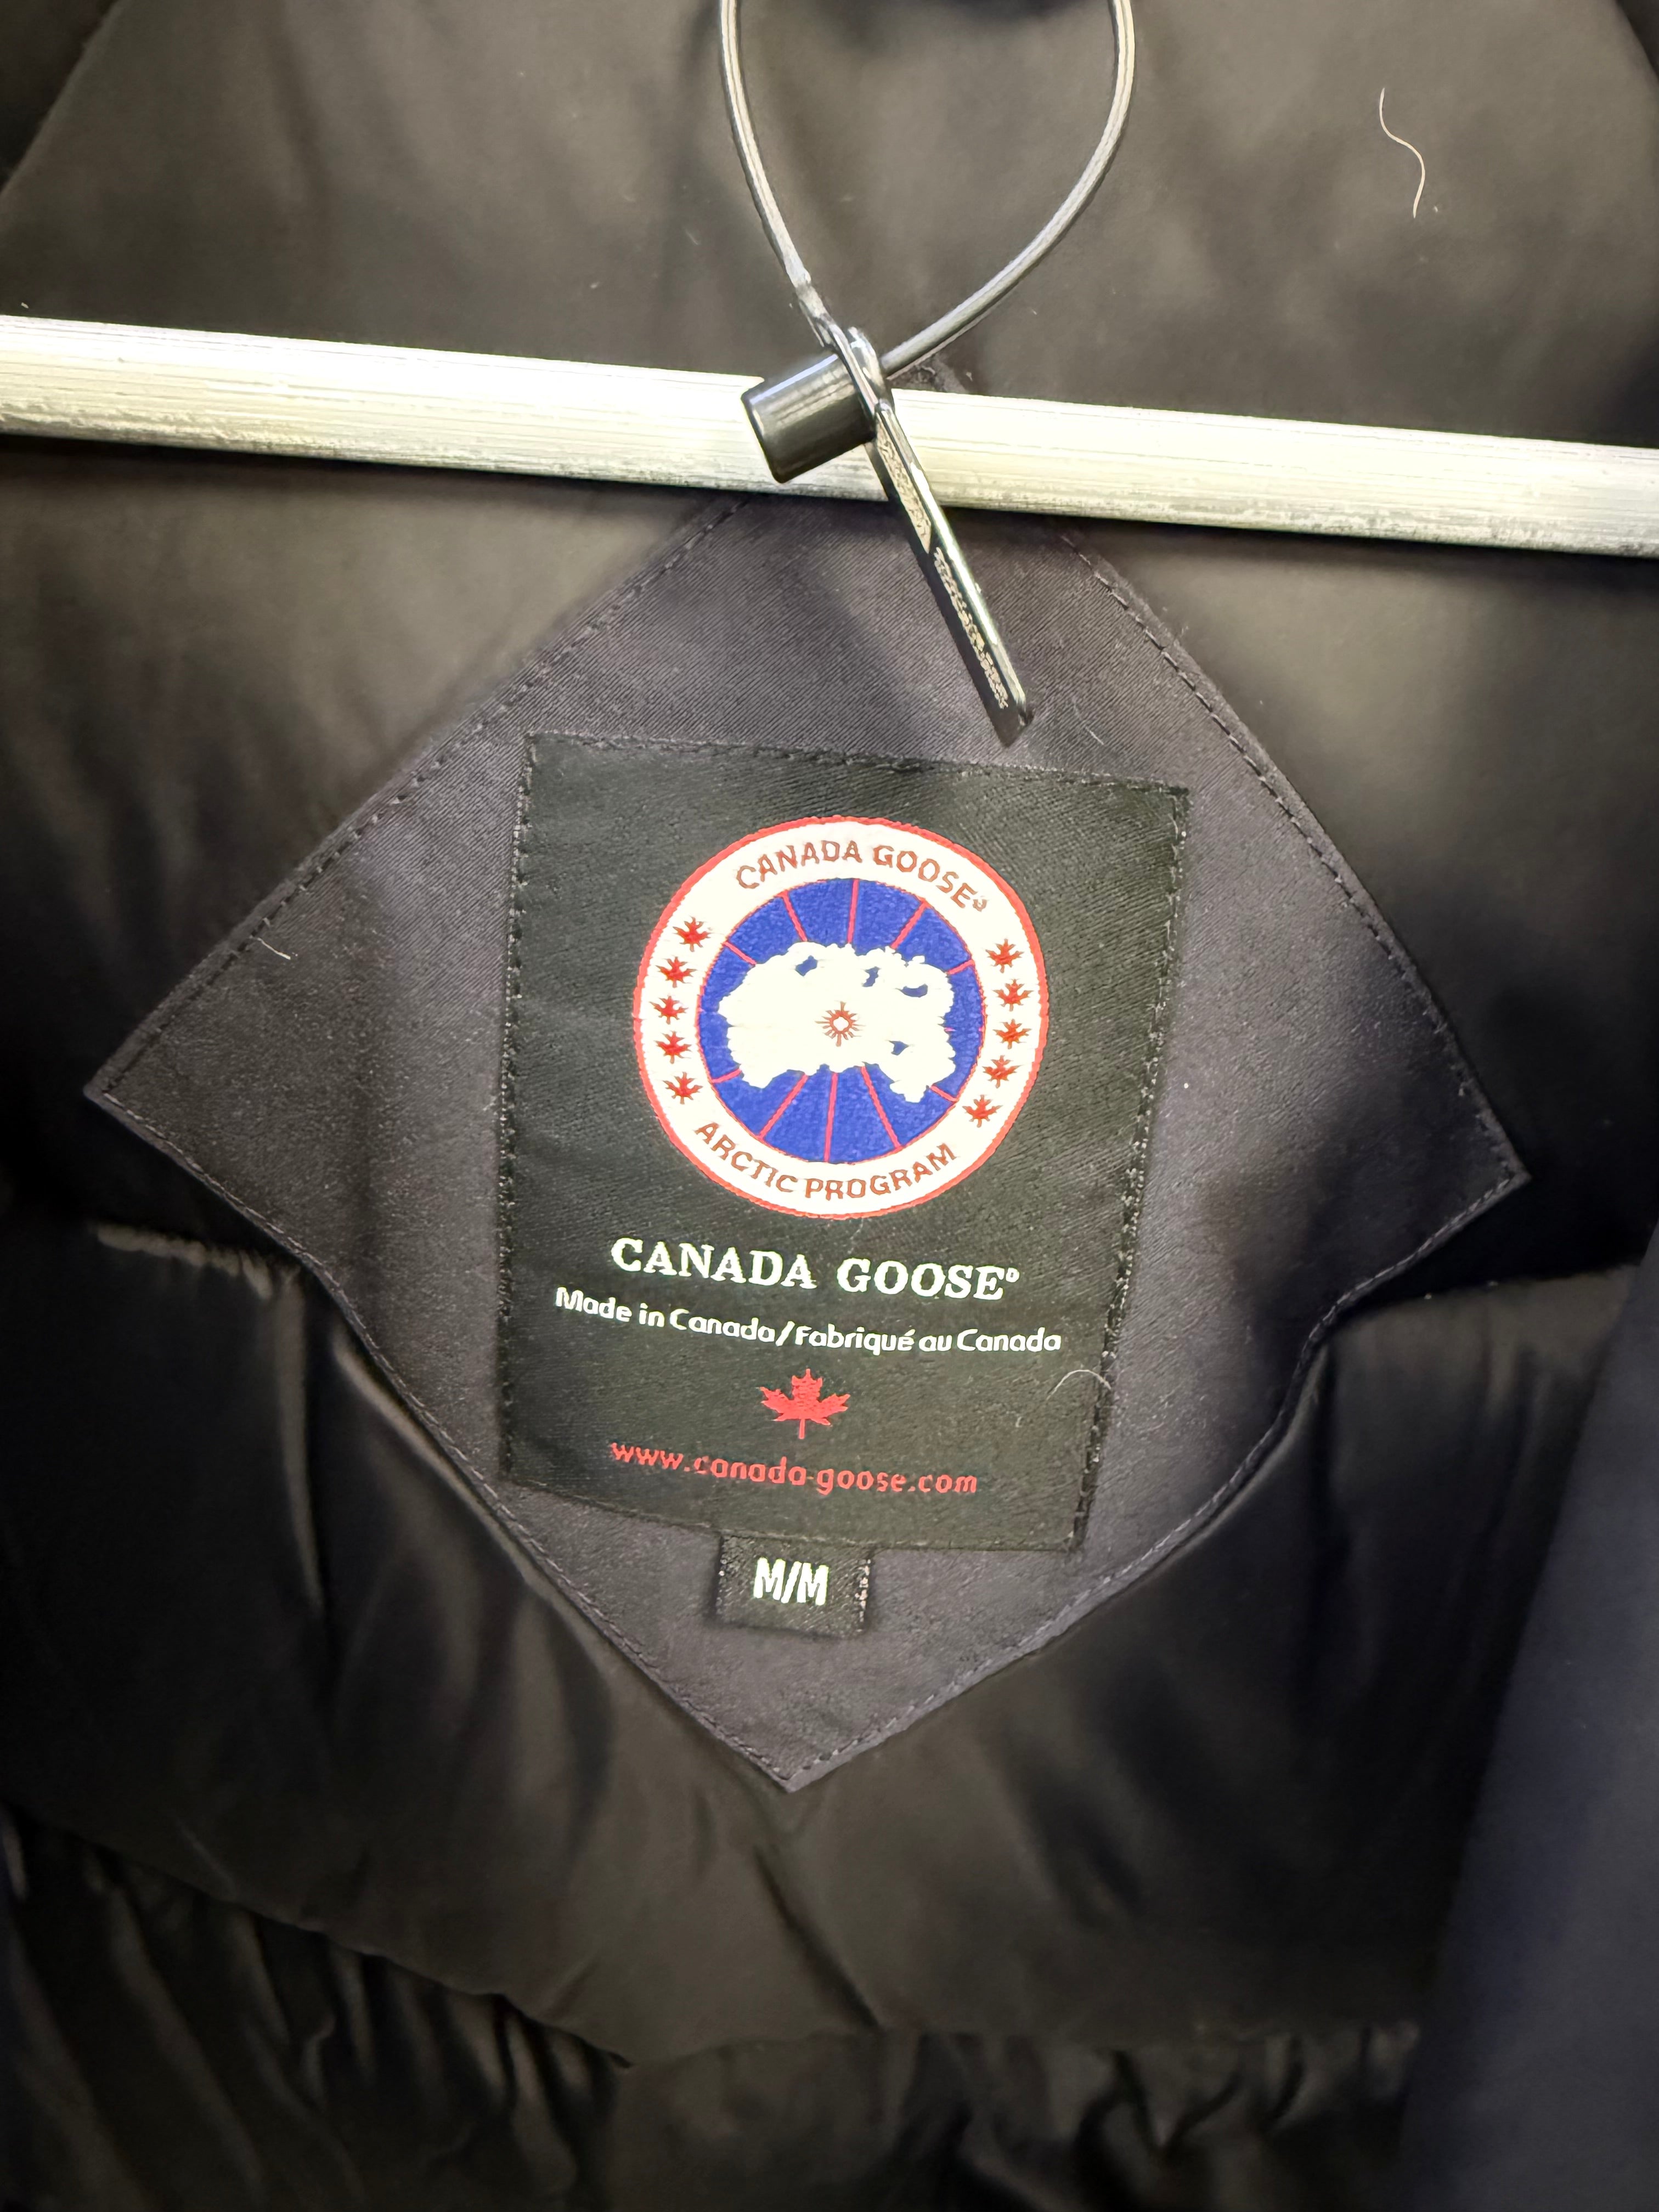 CANADA GOOSE®
ARCTIC PROGRAM
CANADA GOOSE®
Made in Canada/Fabriqué au Canada
www.canada-goose.com
M/M